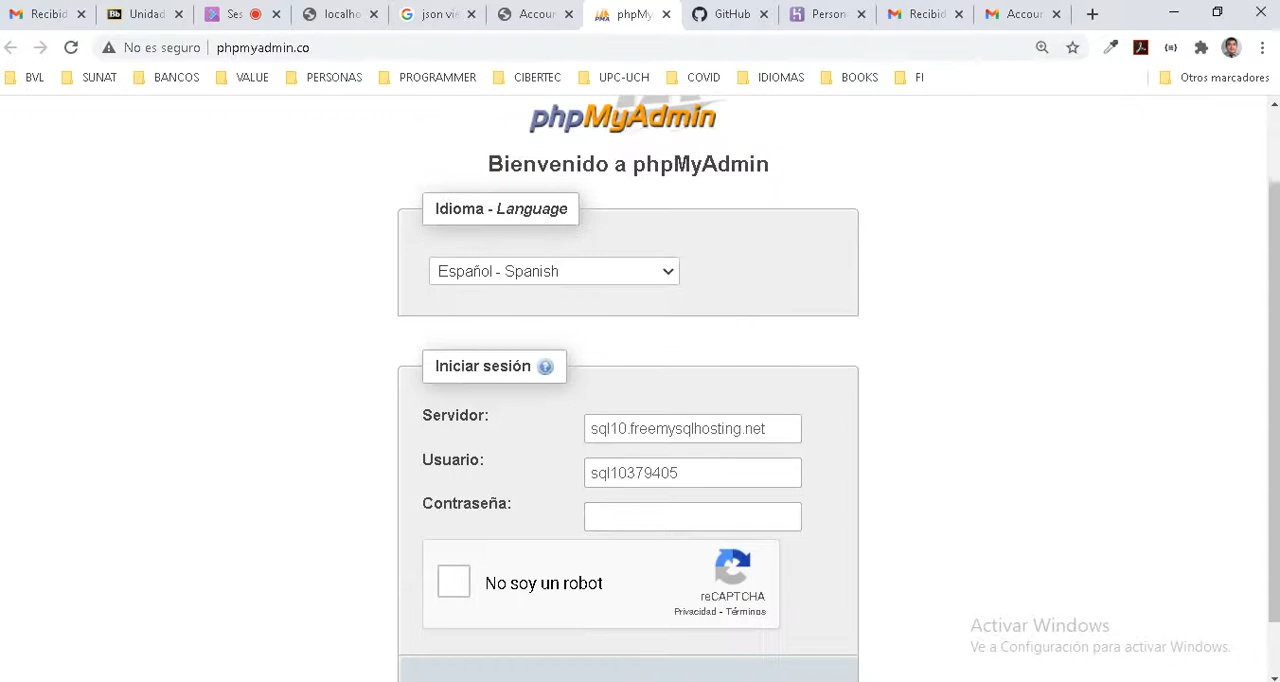 Recibid
Unidad
Ses
localho
json vie
Accour
phpMy
GitHub
Person
Recibid
Accour
No es seguro | phpmyadmin.co
BVL
SUNAT
BANCOS
VALUE
PERSONAS
PROGRAMMER
CIBERTEC
UPC-UCH
COVID
IDIOMAS
BOOKS
FI
Otros marcadores
phpMyAdmin
Bienvenido a phpMyAdmin
Idioma - Language
Español - Spanish
Iniciar sesión
Servidor:
sql10.freemysqlhosting.net
Usuario:
sql10379405
Contraseña:
No soy un robot
reCAPTCHA
Privacidad - Términos
Activar Windows
Ve a Configuración para activar Windows.